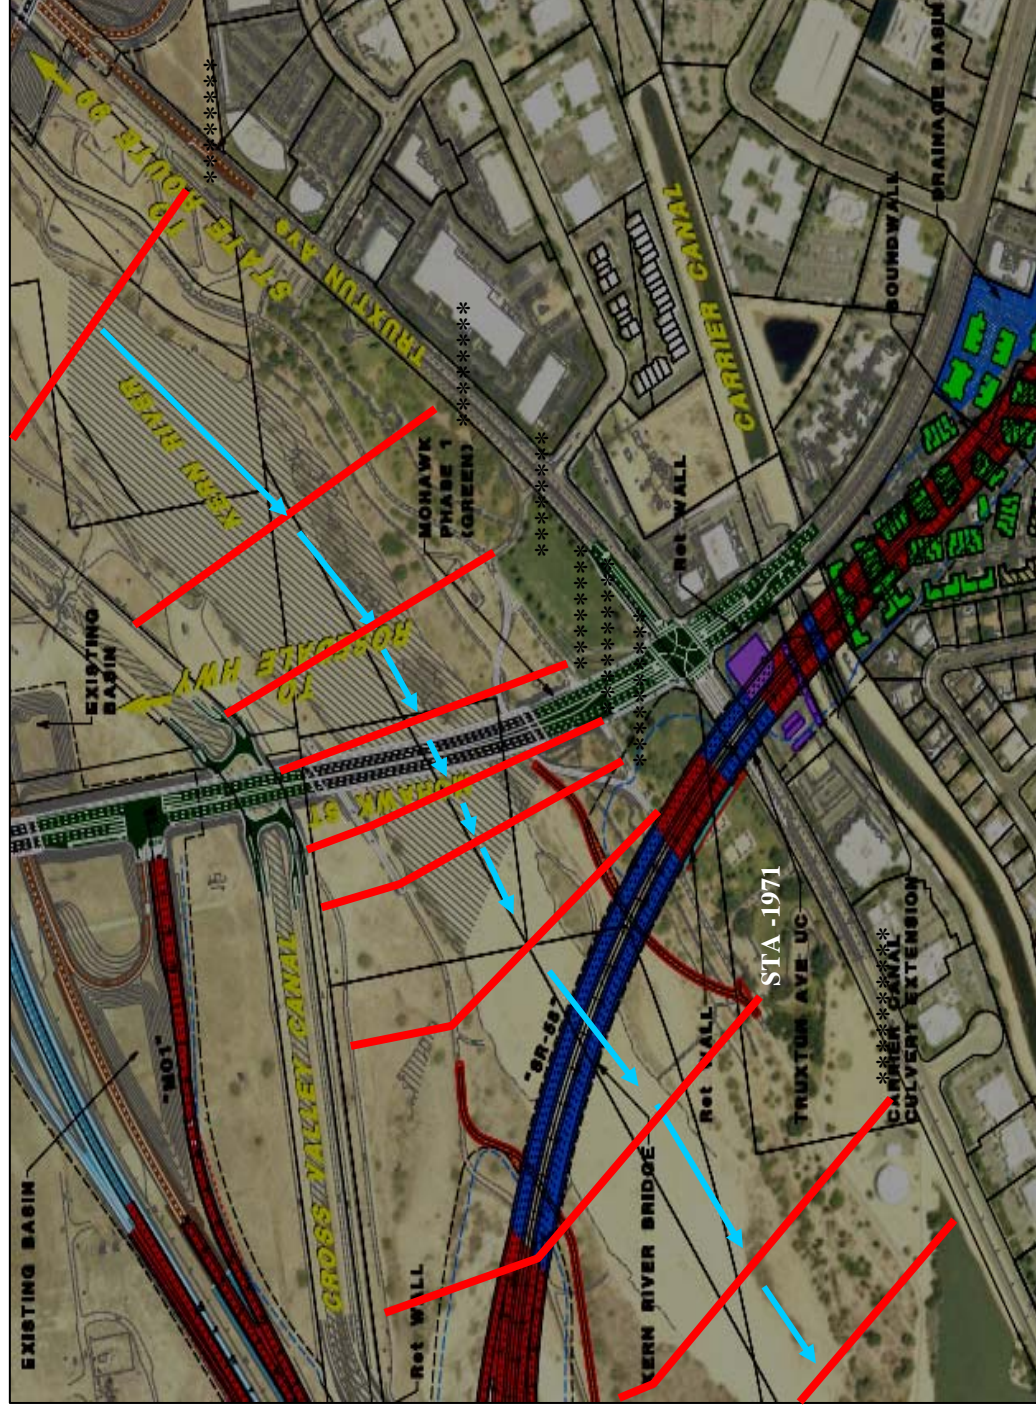 TO
STATE ROUTE 99
*******
KERN RIVER
TRUXTUN AVE
*******
MOHAWK
PHASE 1
(GREEN)
*******
*******
*********
*********
Ret WALL
CARRIER CANAL
SOUNDWALL
DRAINAGE BASIN
EXISTING
BASIN
TO
ROSEDALE
HWY
MOHAWK ST
EXISTING BASIN
"M01"
CROSS VALLEY CANAL
Ret WALL
"SR-58"
KERN RIVER BRIDGE
Ret WALL
STA -1971
TRUXTUN AVE UC
*********
CARRIER CANAL
CULVERT EXTENSION